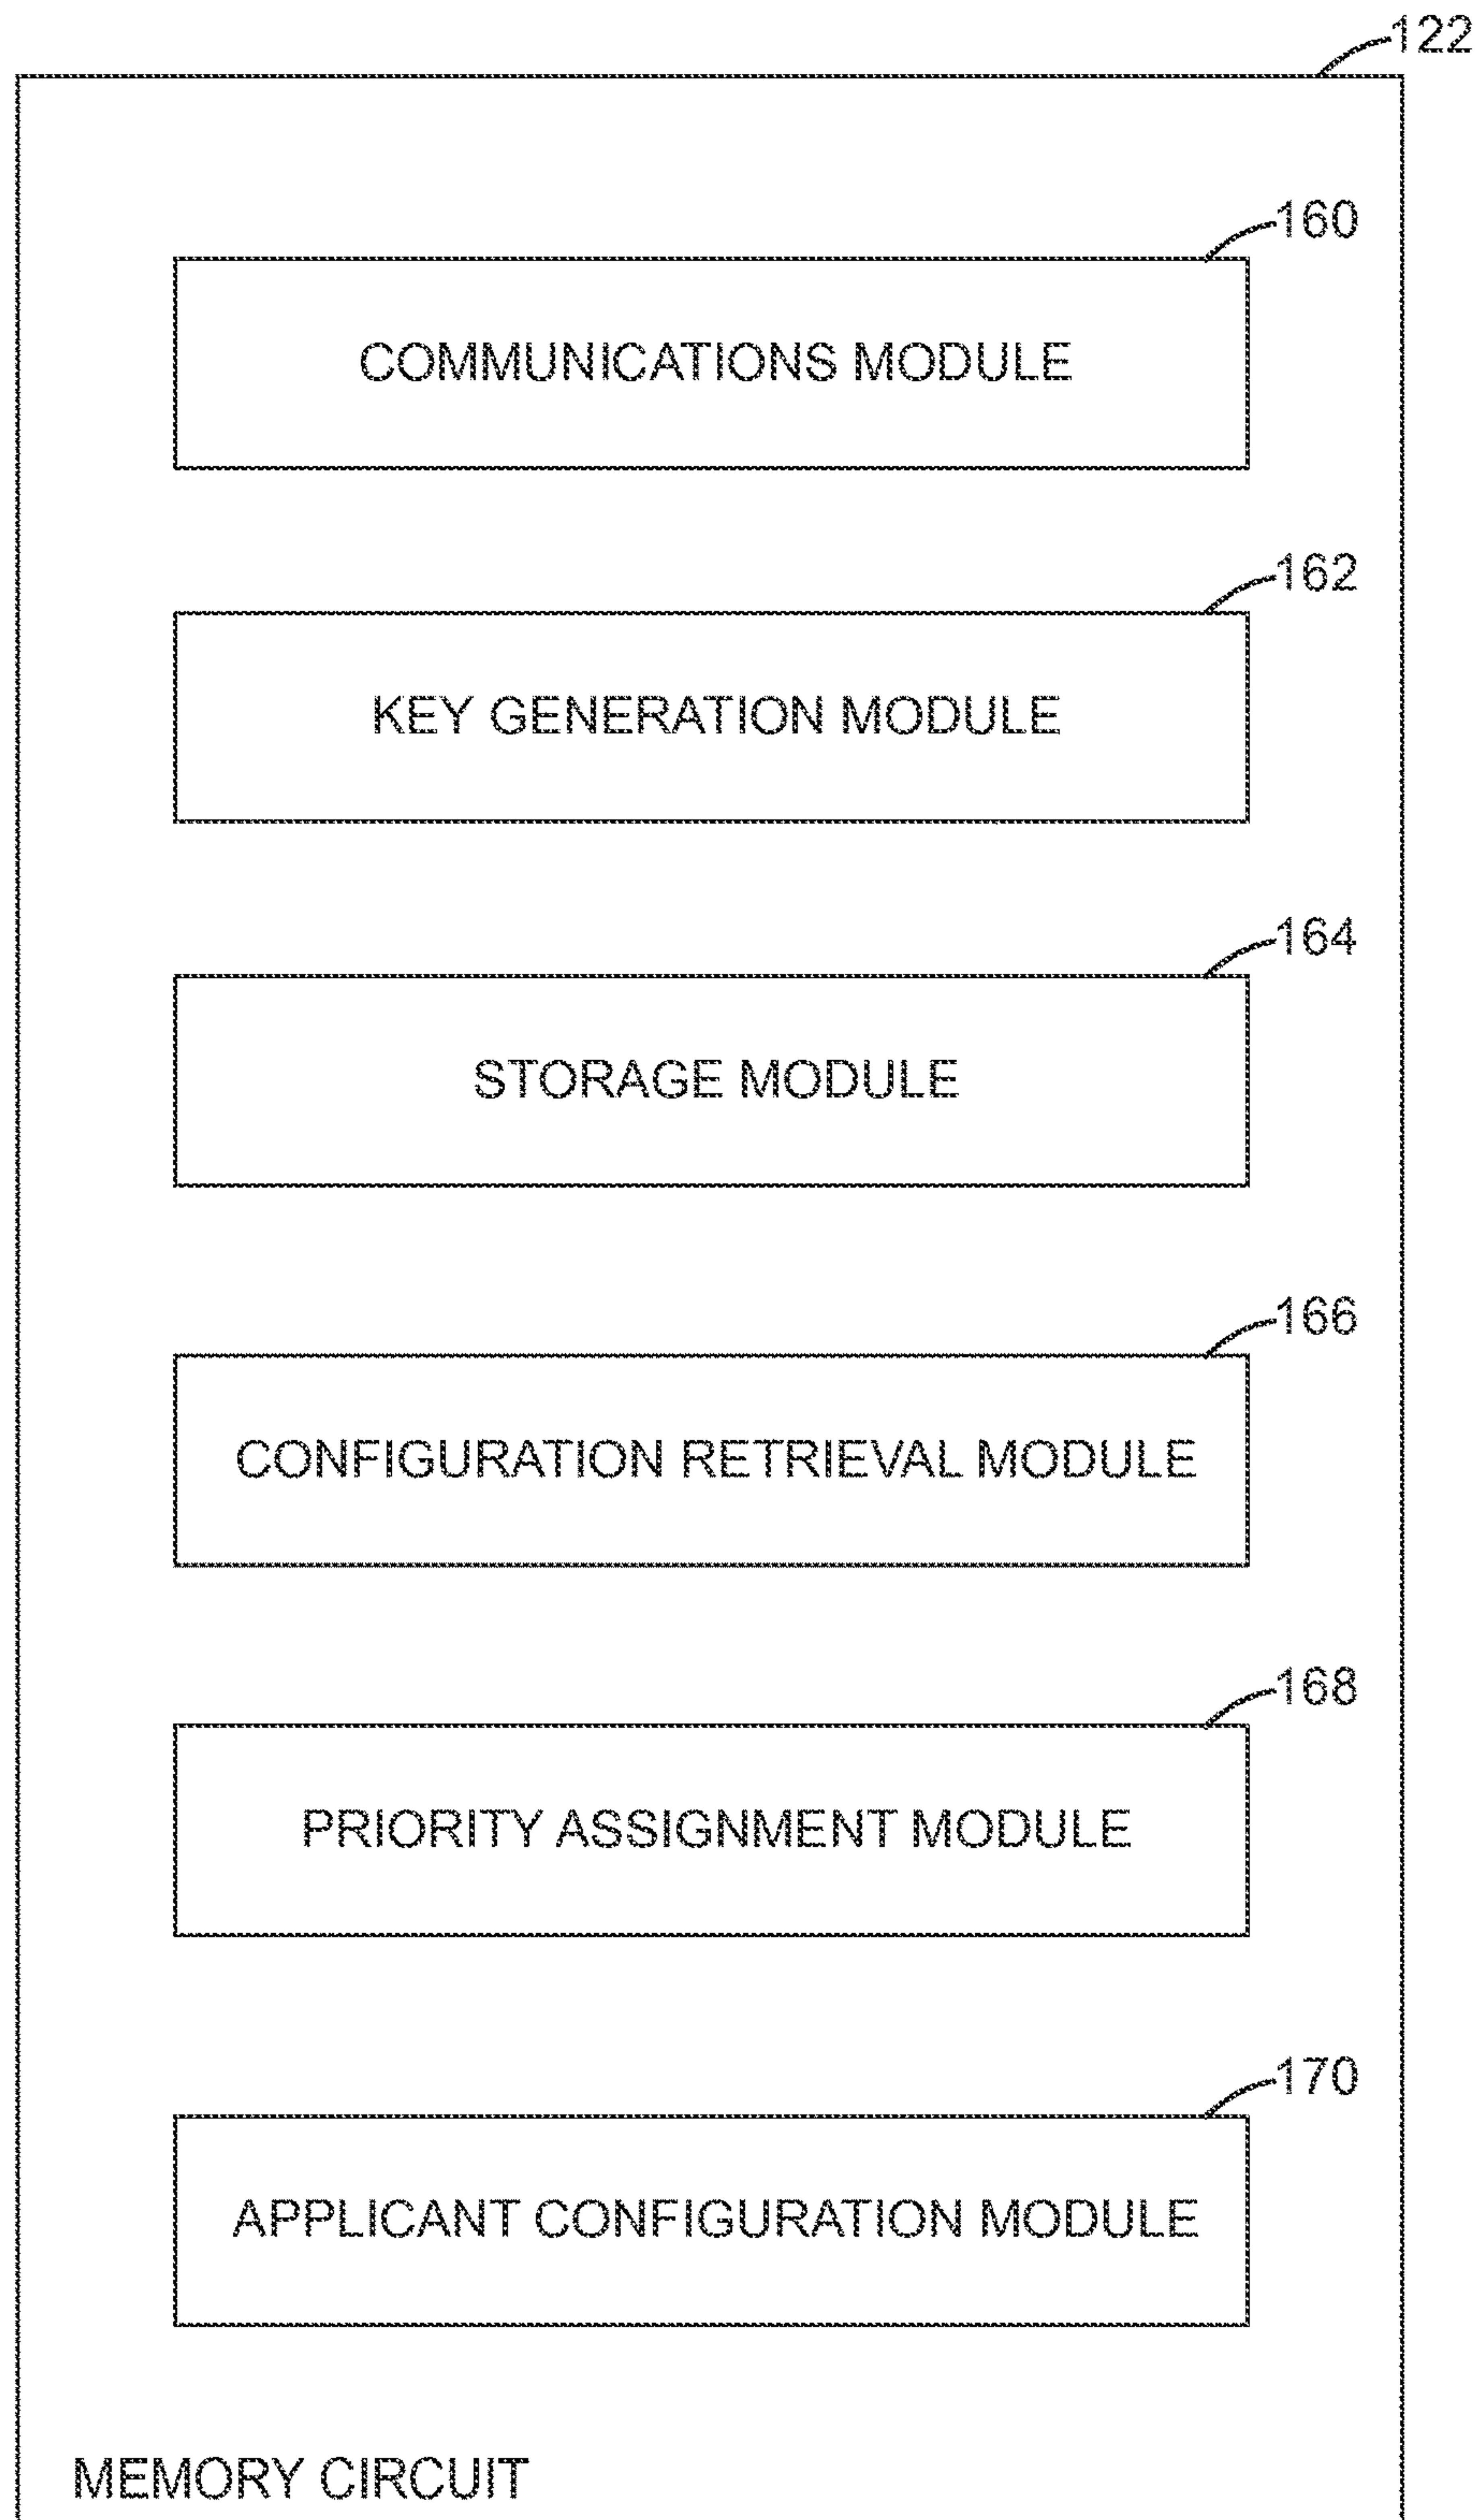 122
160
COMMUNICATIONS MODULE
162
KEY GENERATION MODULE
164
STORAGE MODULE
166
CONFIGURATION RETRIEVAL MODULE
168
PRIORITY ASSIGNMENT MODULE
170
APPLICANT CONFIGURATION MODULE
MEMORY CIRCUIT